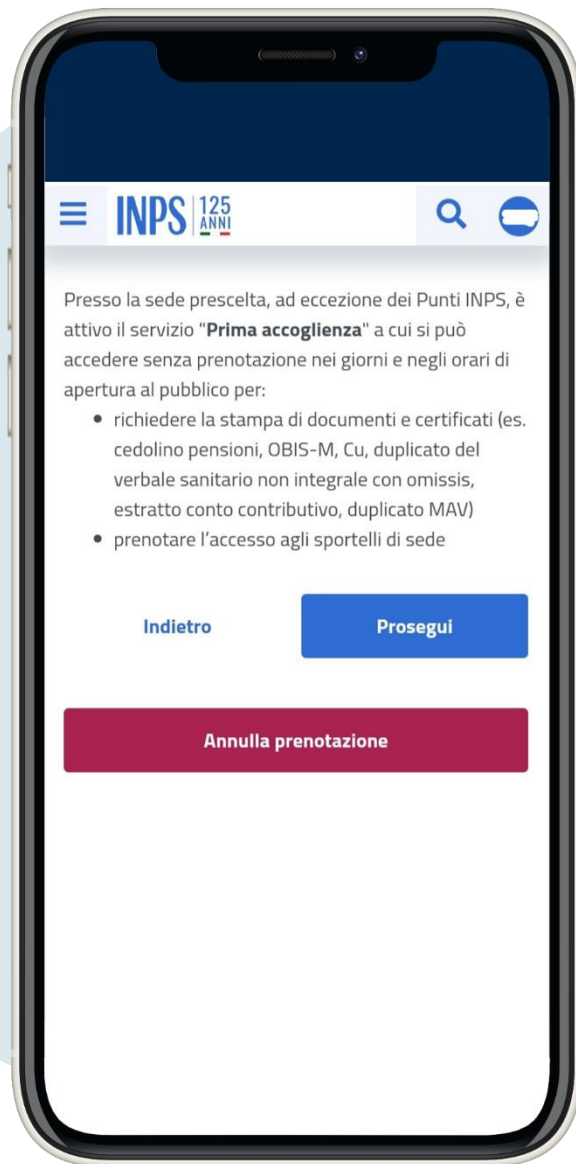 INPS 125 ANNI
Presso la sede prescelta, ad eccezione dei Punti INPS, è
attivo il servizio "Prima accoglienza" a cui si può
accedere senza prenotazione nei giorni e negli orari di
apertura al pubblico per:
• richiedere la stampa di documenti e certificati (es.
cedolino pensioni, OBIS-M, Cu, duplicato del
verbale sanitario non integrale con omissis,
estratto conto contributivo, duplicato MAV)
• prenotare l’accesso agli sportelli di sede
Indietro Prosegui
Annulla prenotazione